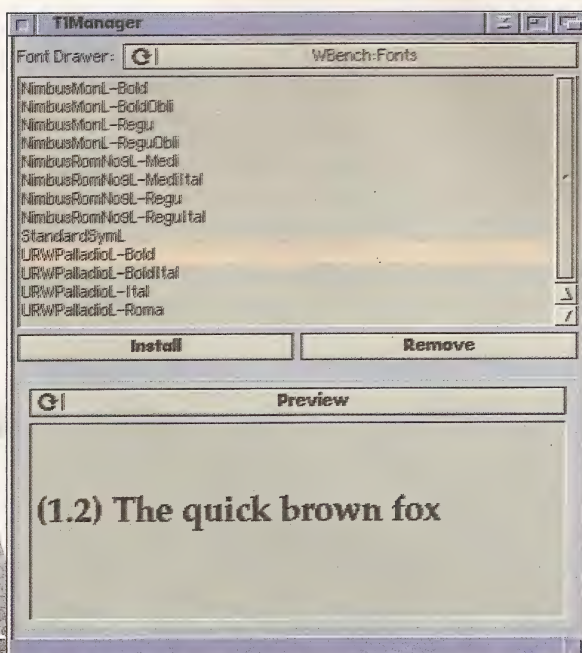 T1Manager
Font Drawer: WBench:Fonts
NimbusMonL-Bold
NimbusMonL-BoldObli
NimbusMonL-Regu
NimbusMonL-ReguObli
NimbusRomNo9L-Medi
NimbusRomNo9L-MediItal
NimbusRomNo9L-Regu
NimbusRomNo9L-ReguItal
StandardSymL
URWPalladioL-Bold
URWPalladioL-BoldItal
URWPalladioL-Ital
URWPalladioL-Roma
Install Remove
Preview
(1.2) The quick brown fox